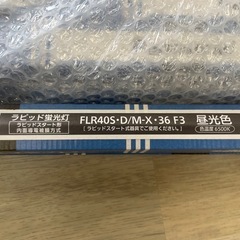 ラピッド蛍光灯
ラピッドスタート形
内面導電被膜方式
FLR40S・D/M-X・36 F3
[ラピッドスタート式器具でご使用ください。]
昼光色
色温度 6500K